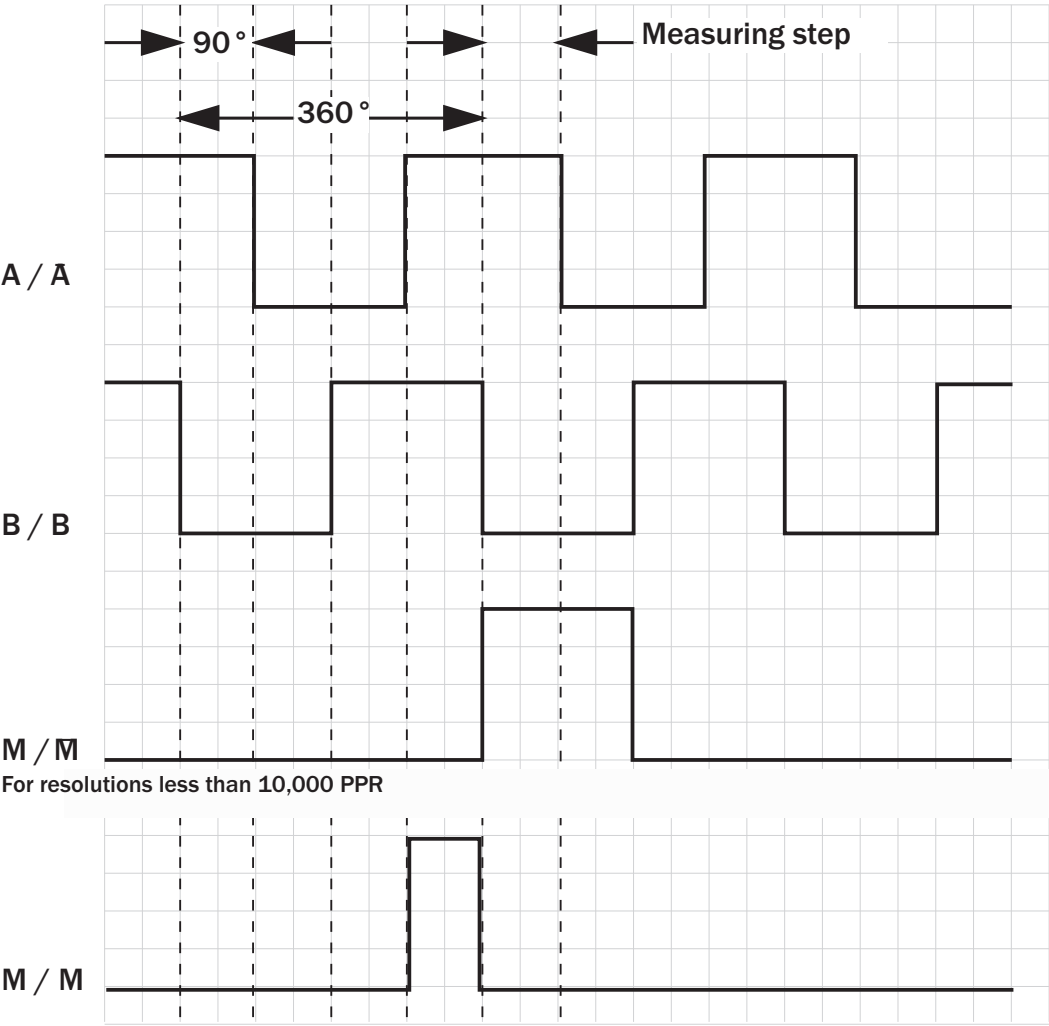 90°
Measuring step
360°
A / A̅
B / B
M / M̅
For resolutions less than 10,000 PPR
M / M